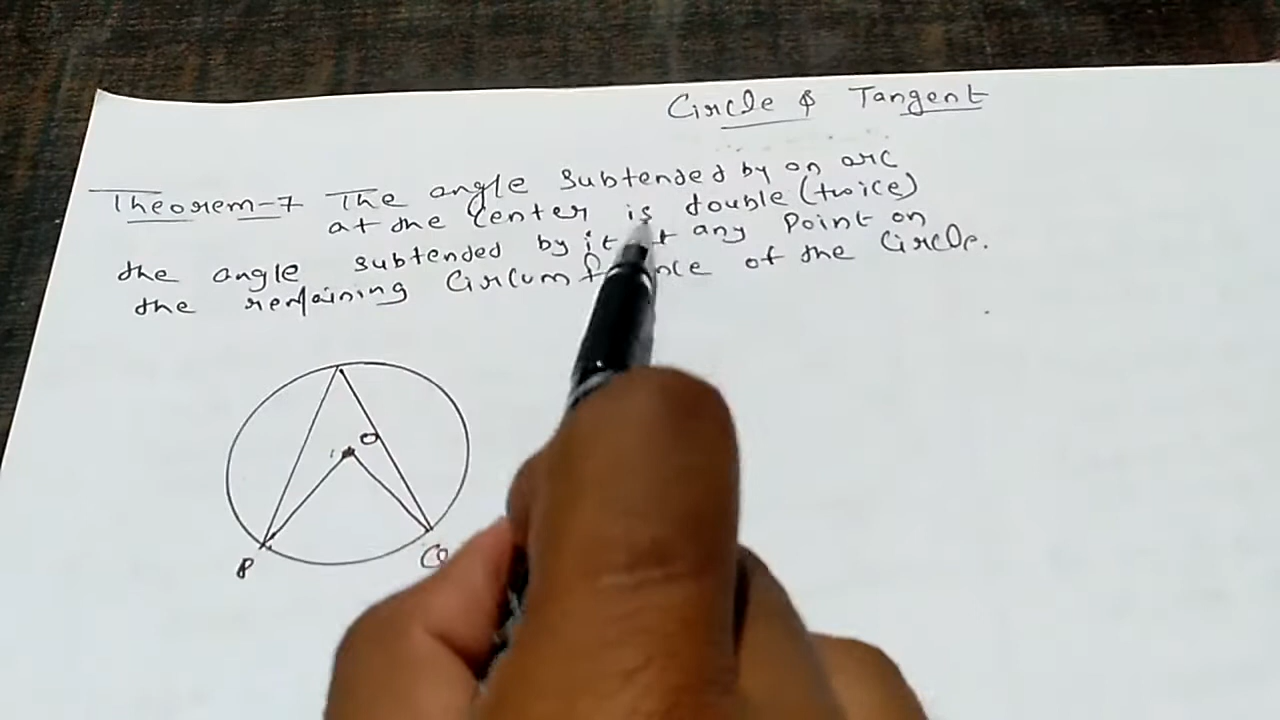 Circle & Tangent
Theorem-7 The angle subtended by an arc
at the center is double (twice)
the angle subtended by it any Point on
the remaining of the Circle.
O
P
Q